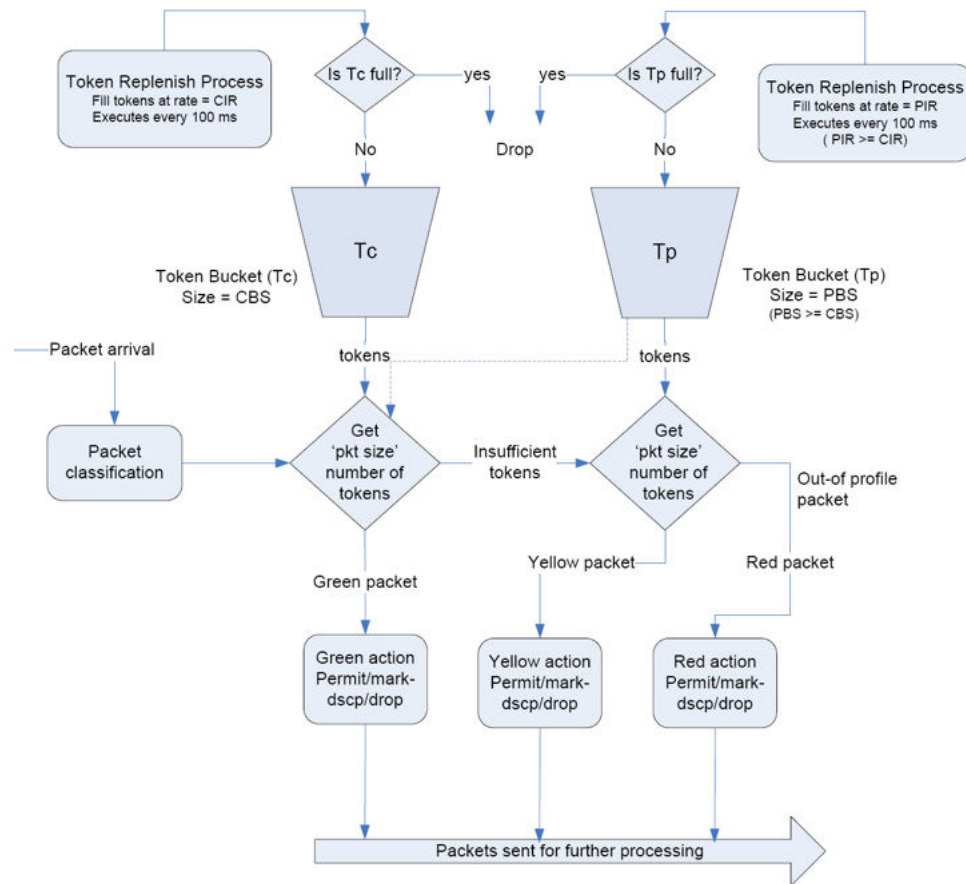 Token Replenish Process
Fill tokens at rate = CIR
Executes every 100 ms
Is Tc full?
yes
yes
Is Tp full?
Token Replenish Process
Fill tokens at rate = PIR
Executes every 100 ms
( PIR >= CIR)
No
Drop
No
Tc
Tp
Token Bucket (Tc)
Size = CBS
Token Bucket (Tp)
Size = PBS
(PBS >= CBS)
Packet arrival
tokens
tokens
Packet
classification
Get
‘pkt size’
number of
tokens
Insufficient
tokens
Get
‘pkt size’
number of
tokens
Out-of profile
packet
Green packet
Yellow packet
Red packet
Green action
Permit/mark-
dscp/drop
Yellow action
Permit/mark-
dscp/drop
Red action
Permit/mark-
dscp/drop
Packets sent for further processing